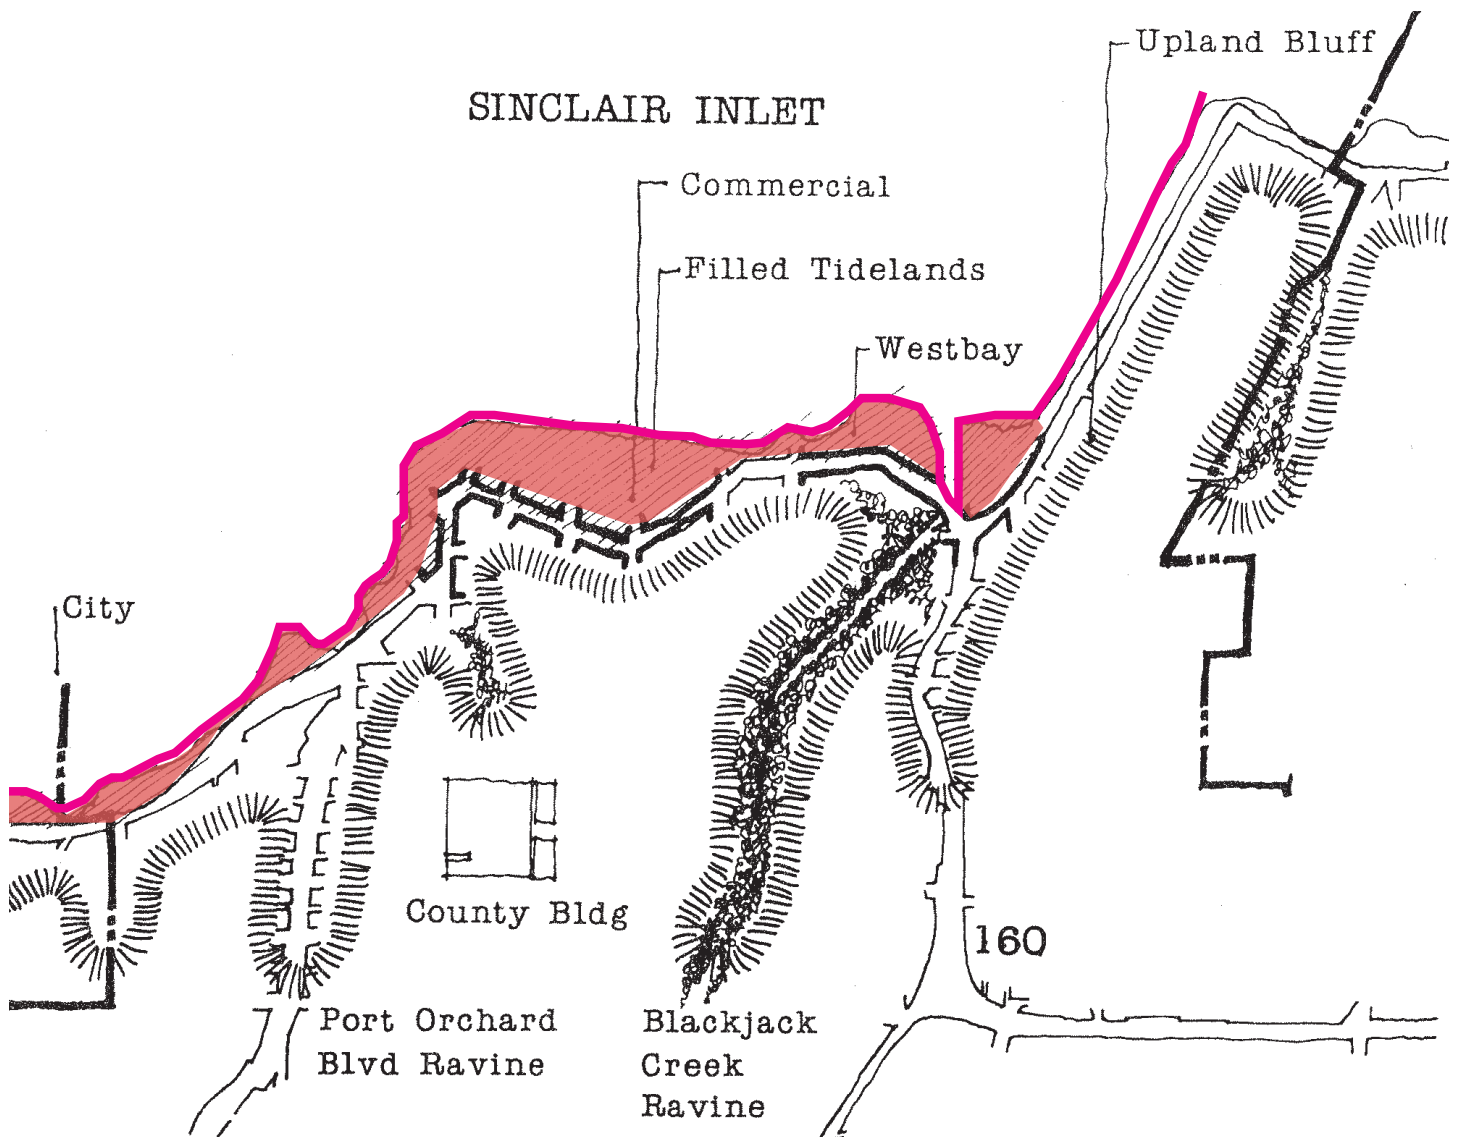 Upland Bluff
SINCLAIR INLET
Commercial
Filled Tidelands
Westbay
City
County Bldg
160
Port Orchard
Blvd Ravine
Blackjack
Creek
Ravine